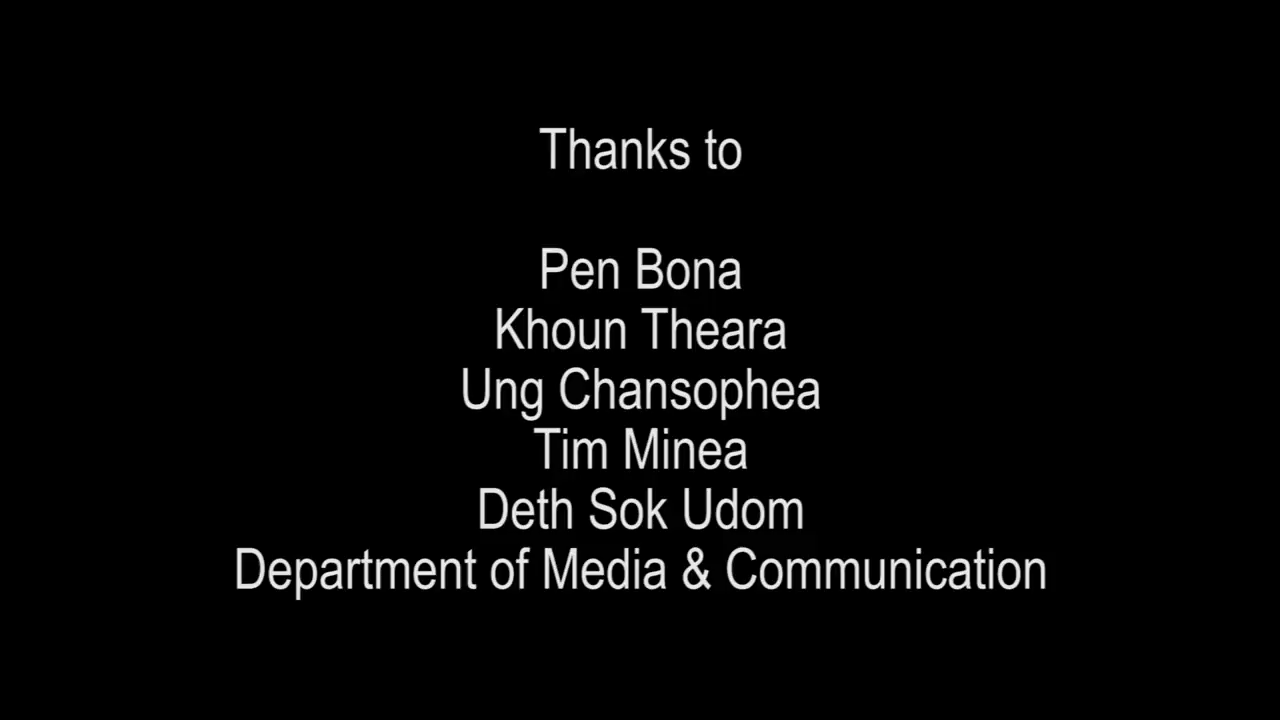 Thanks to
Pen Bona
Khoun Theara
Ung Chansophea
Tim Minea
Deth Sok Udom
Department of Media & Communication